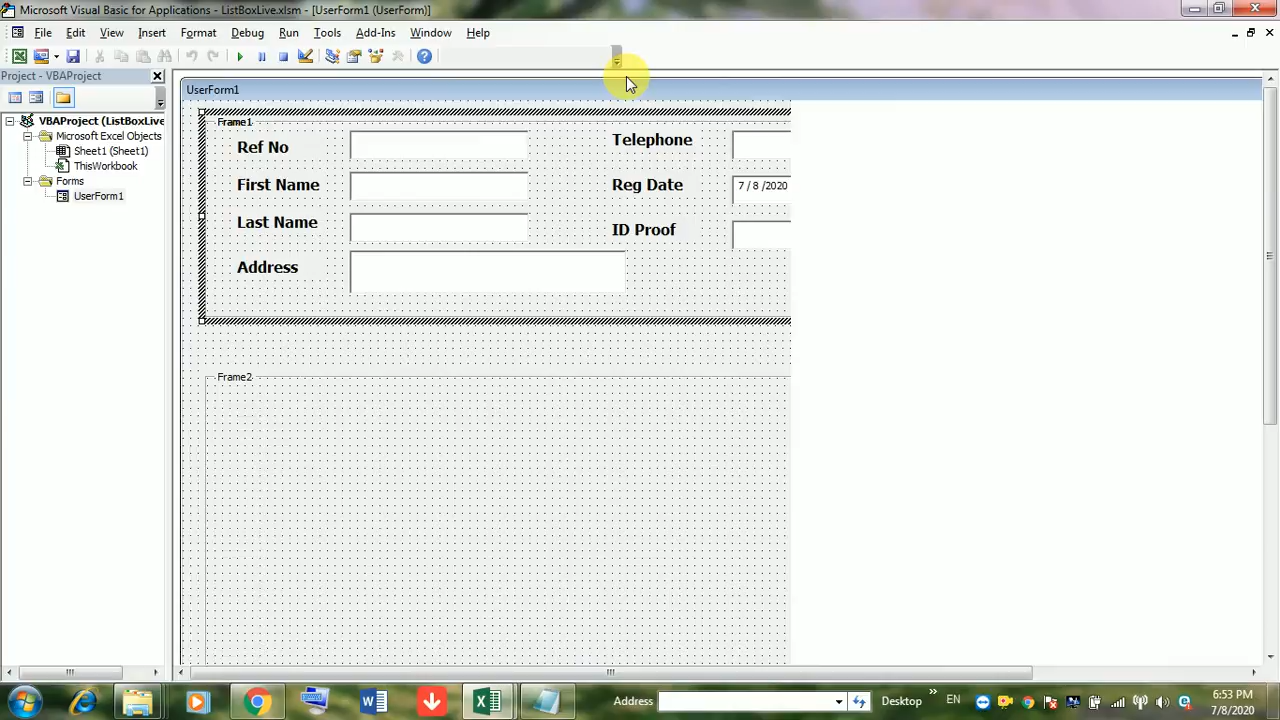 Microsoft Visual Basic for Applications - ListBoxLive.xlsm - [UserForm1 (UserForm)]
File Edit View Insert Format Debug Run Tools Add-Ins Window Help
Project - VBAProject
VBAProject (ListBoxLive
Microsoft Excel Objects
Sheet1 (Sheet1)
ThisWorkbook
Forms
UserForm1
UserForm1
Frame1
Ref No
Telephone
First Name
Reg Date
7 / 8 /2020
Last Name
ID Proof
Address
Frame2
Address
Desktop
»
EN
6:53 PM
7/8/2020